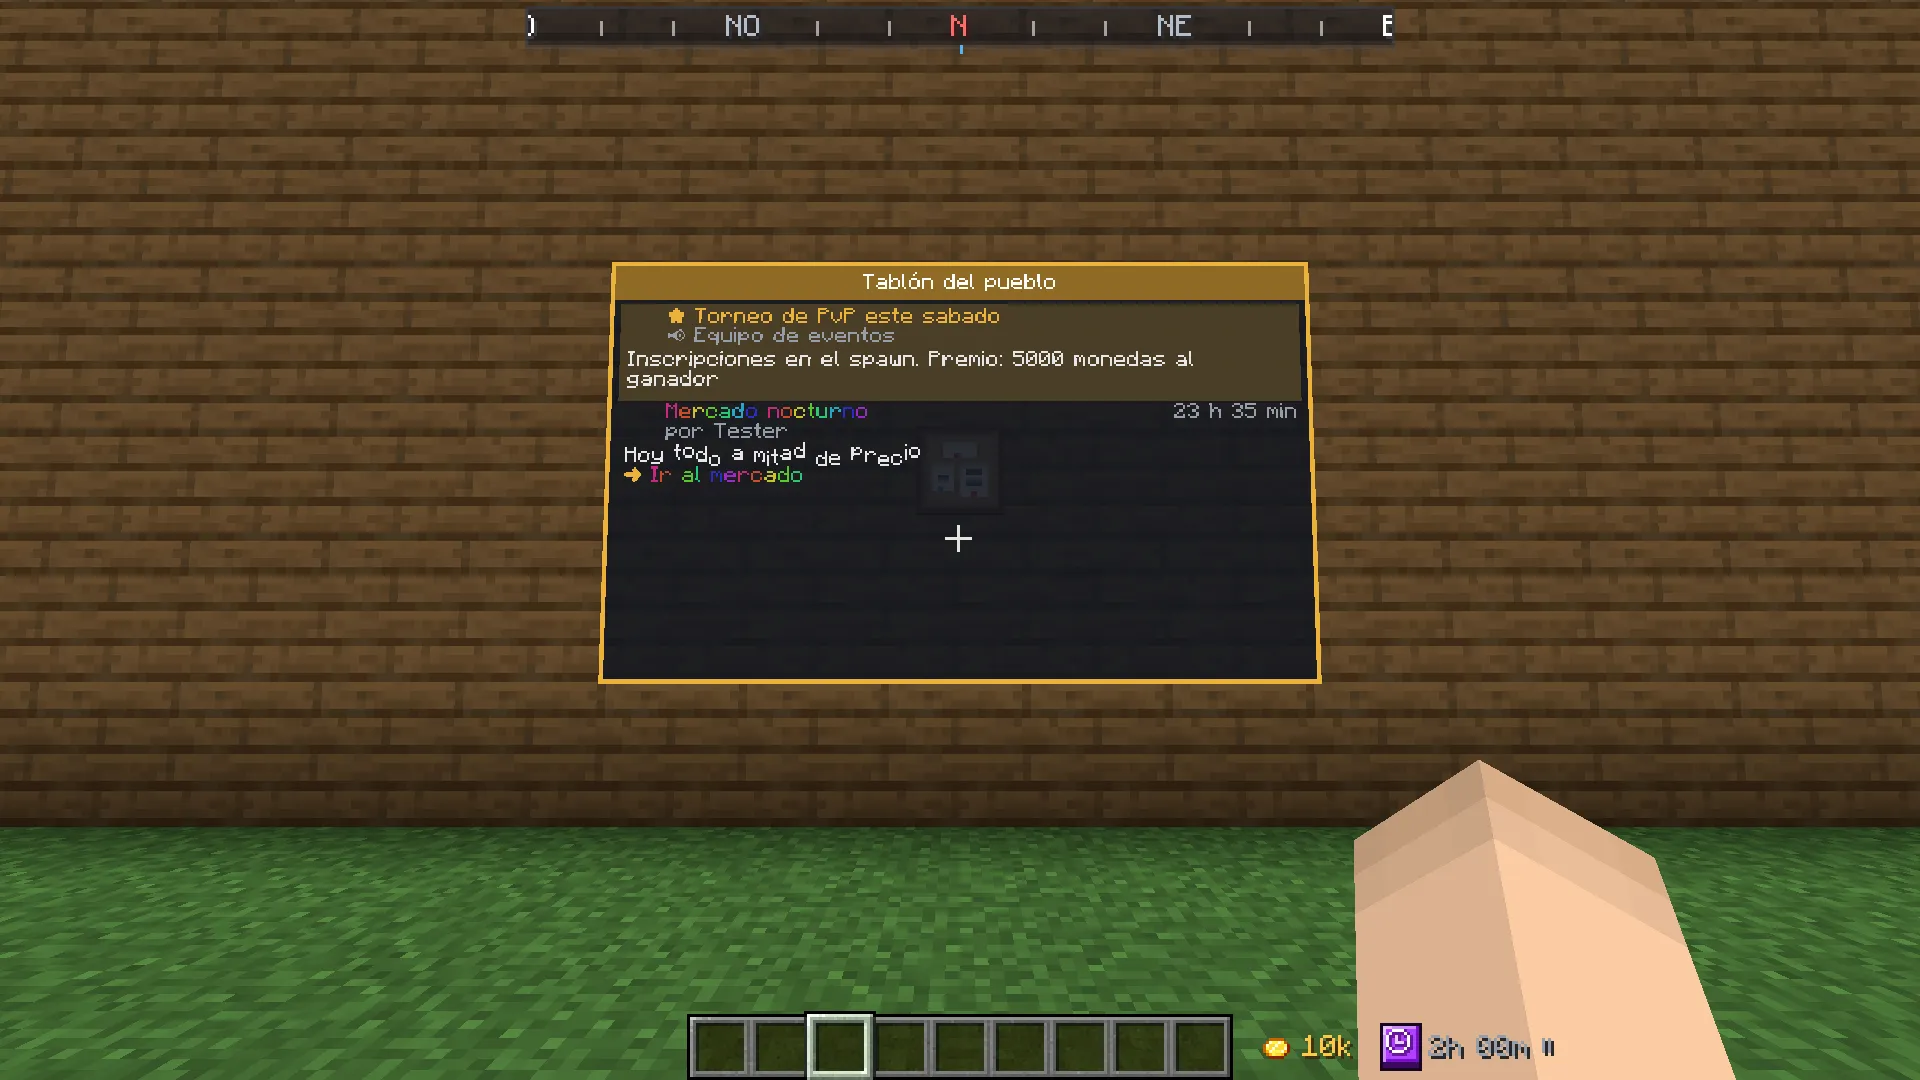 NO N NE E
Tablón del pueblo
Torneo de PvP este sabado
Equipo de eventos
Inscripciones en el spawn. Premio: 5000 monedas al
ganador
Mercado nocturno 23 h 35 min
por Tester
Hoy todo a mitad de precio
Ir al mercado
10k 2h 00m